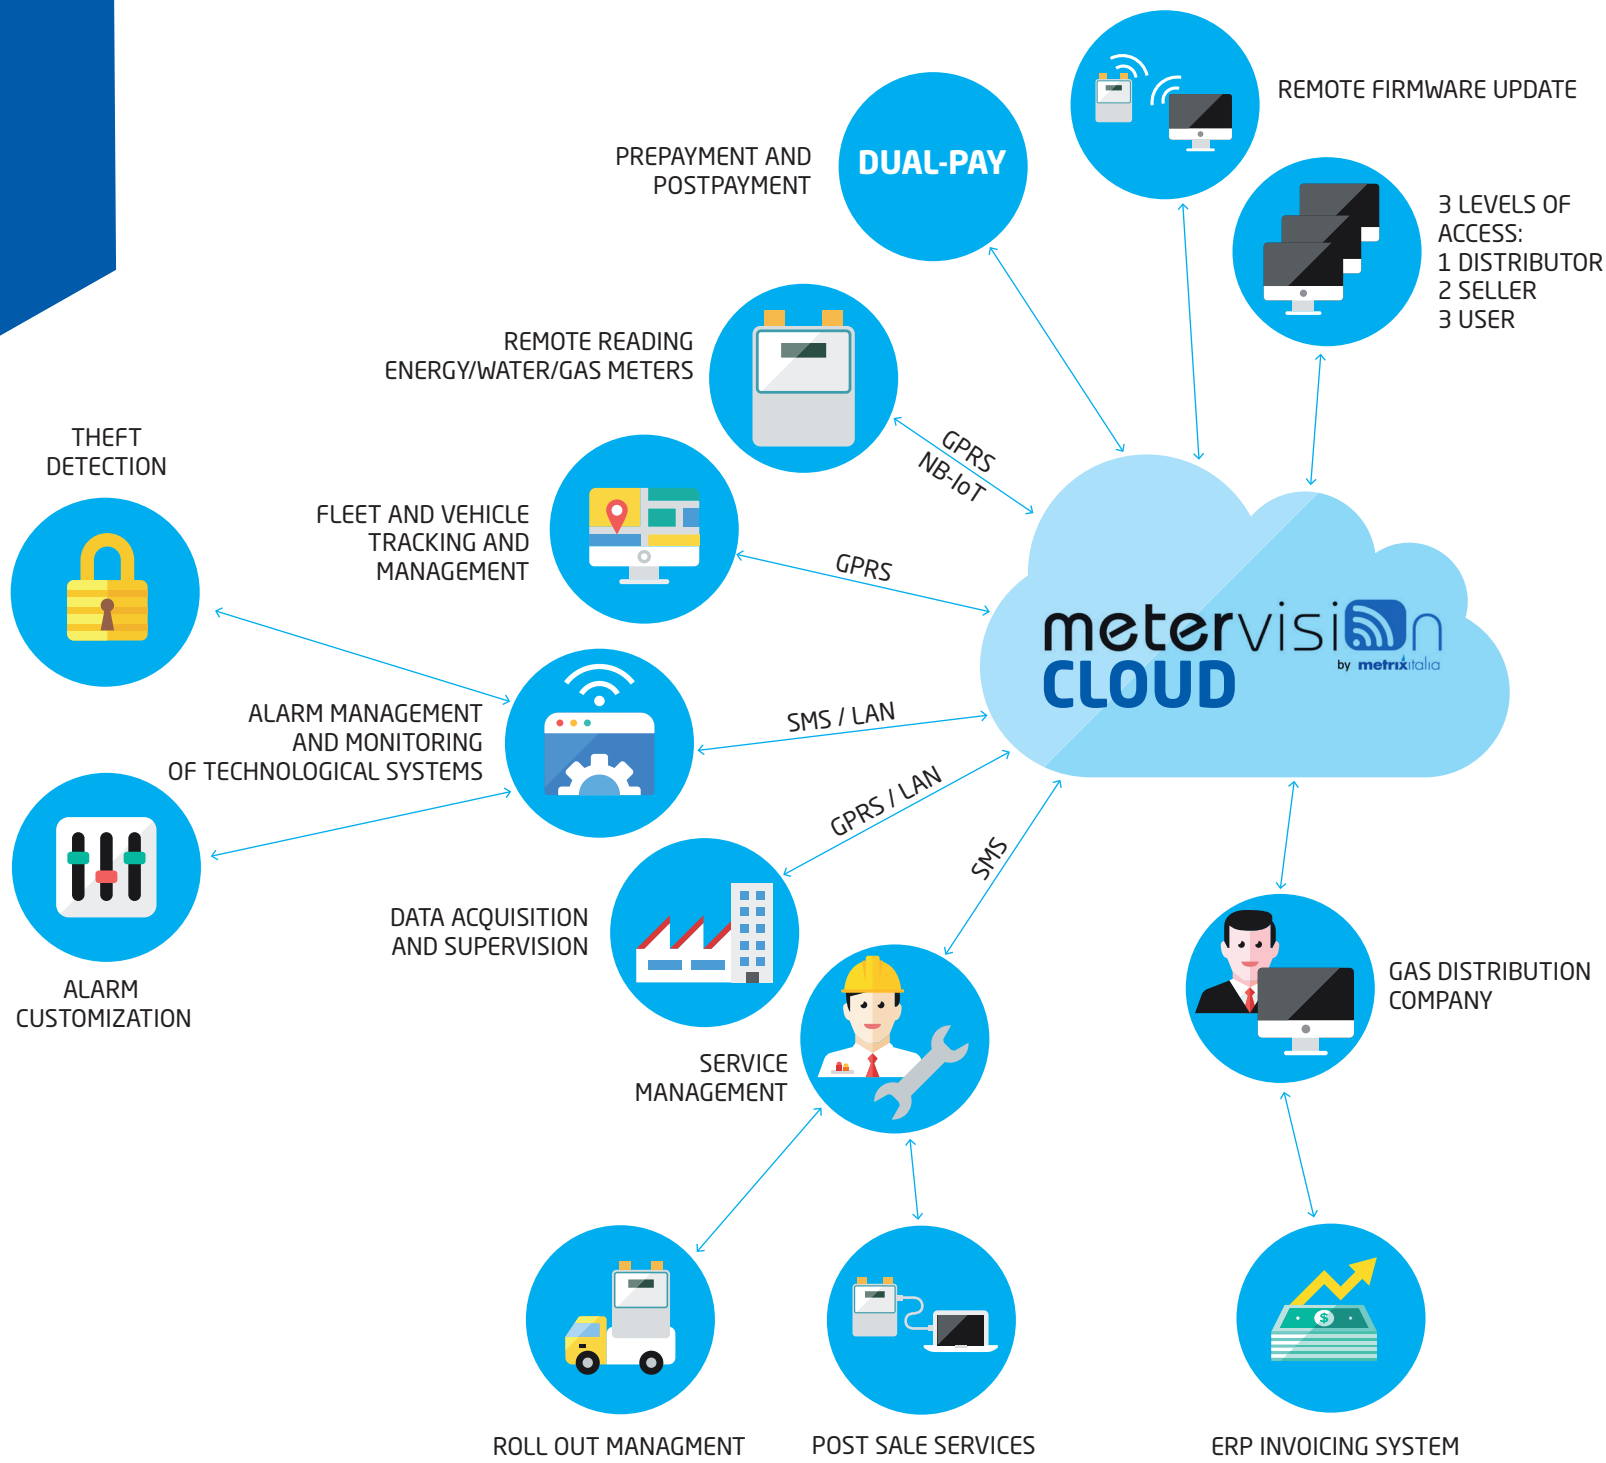 REMOTE FIRMWARE UPDATE
PREPAYMENT AND
POSTPAYMENT
DUAL-PAY
3 LEVELS OF
ACCESS:
1 DISTRIBUTOR
2 SELLER
3 USER
REMOTE READING
ENERGY/WATER/GAS METERS
GPRS
NB-IoT
THEFT
DETECTION
FLEET AND VEHICLE
TRACKING AND
MANAGEMENT
GPRS
metervision
by metrixitalia
CLOUD
ALARM MANAGEMENT
AND MONITORING
OF TECHNOLOGICAL SYSTEMS
SMS / LAN
GPRS / LAN
SMS
ALARM
CUSTOMIZATION
DATA ACQUISITION
AND SUPERVISION
SERVICE
MANAGEMENT
GAS DISTRIBUTION
COMPANY
$
ROLL OUT MANAGMENT
POST SALE SERVICES
ERP INVOICING SYSTEM